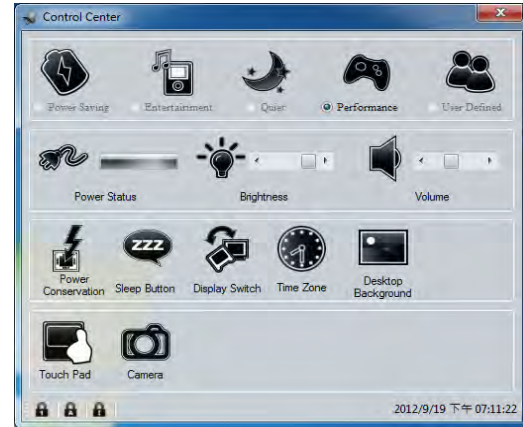 Control Center
Power Saving
Entertainment
Quiet
Performance
User Defined
Power Status
Brightness
Volume
ZZZ
Power
Conservation
Sleep Button
Display Switch
Time Zone
Desktop
Background
Touch Pad
Camera
2012/9/19 下午 07:11:22